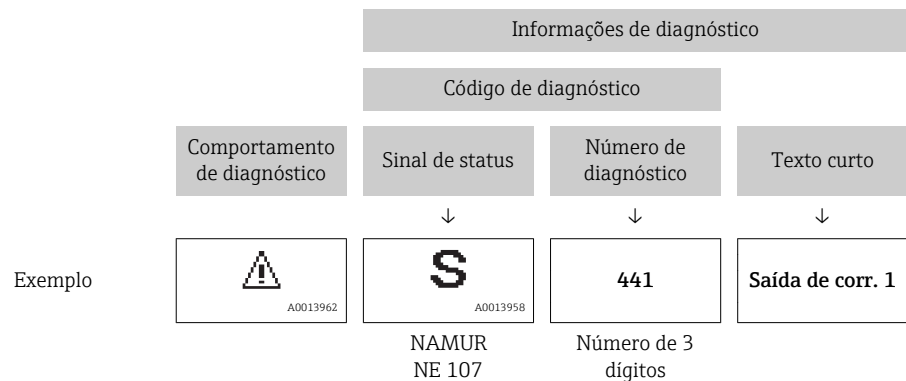 Informações de diagnóstico
Código de diagnóstico
Comportamento
de diagnóstico
Sinal de status
Número de
diagnóstico
Texto curto
↓ ↓ ↓
Exemplo
A0013962
S
A0013958
441
Saída de corr. 1
NAMUR
NE 107
Número de 3
dígitos